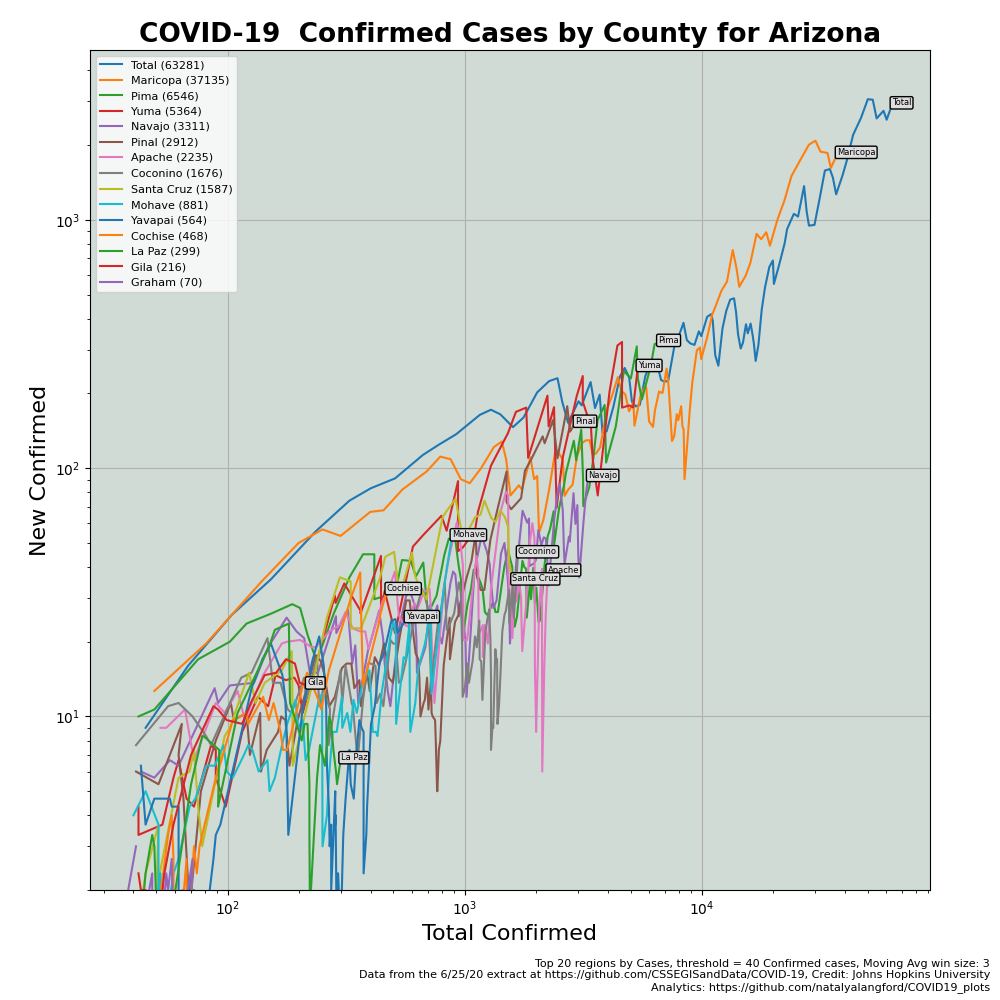 COVID-19  Confirmed Cases by County for Arizona
Total (63281)
Maricopa (37135)
Pima (6546)
Yuma (5364)
Navajo (3311)
Pinal (2912)
Apache (2235)
Coconino (1676)
Santa Cruz (1587)
Mohave (881)
Yavapai (564)
Cochise (468)
La Paz (299)
Gila (216)
Graham (70)
Total
Maricopa
Pima
Yuma
Pinal
Navajo
Mohave
Coconino
Apache
Santa Cruz
Cochise
Yavapai
Gila
La Paz
10³
10²
10¹
New Confirmed
10² 10³ 10⁴
Total Confirmed
Top 20 regions by Cases, threshold = 40 Confirmed cases, Moving Avg win size: 3
Data from the 6/25/20 extract at https://github.com/CSSEGISandData/COVID-19, Credit: Johns Hopkins University
Analytics: https://github.com/natalyalangford/COVID19_plots